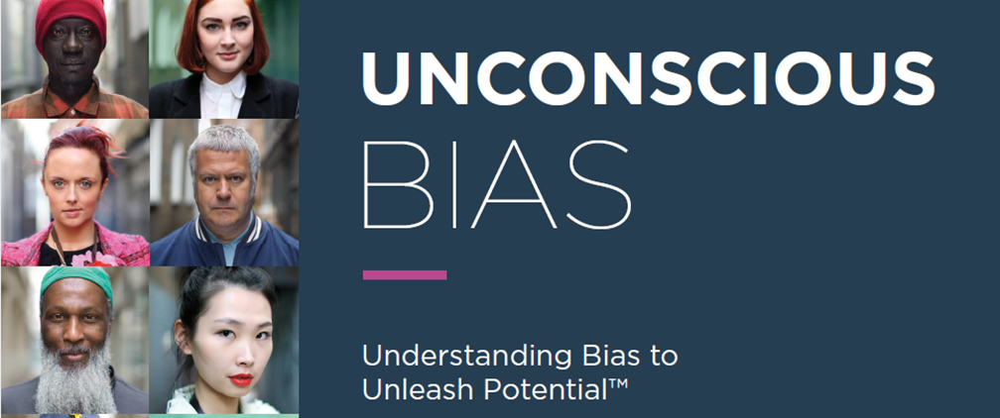 UNCONSCIOUS
BIAS
Understanding Bias to
Unleash Potential™